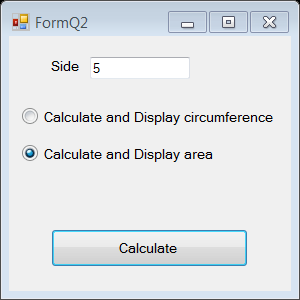 FormQ2
Side 5
Calculate and Display circumference
Calculate and Display area
Calculate